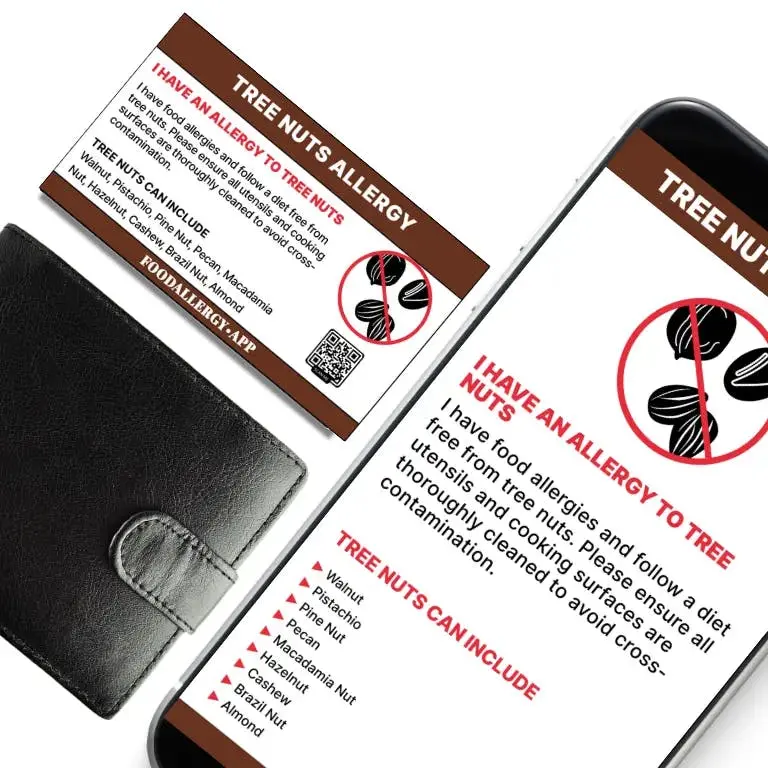 TREE NUTS ALLERGY
I HAVE AN ALLERGY TO TREE NUTS
I have food allergies and follow a diet free from
tree nuts. Please ensure all utensils and cooking
surfaces are thoroughly cleaned to avoid cross-
contamination.
TREE NUTS CAN INCLUDE
Walnut, Pistachio, Pine Nut, Pecan, Macadamia
Nut, Hazelnut, Cashew, Brazil Nut, Almond
FOODALLERGY•APP
TREE NUT
I HAVE AN ALLERGY TO TREE
NUTS
I have food allergies and follow a diet
free from tree nuts. Please ensure all
utensils and cooking surfaces are
thoroughly cleaned to avoid cross-
contamination.
TREE NUTS CAN INCLUDE
Walnut
Pistachio
Pine Nut
Pecan
Macadamia Nut
Hazelnut
Cashew
Brazil Nut
Almond